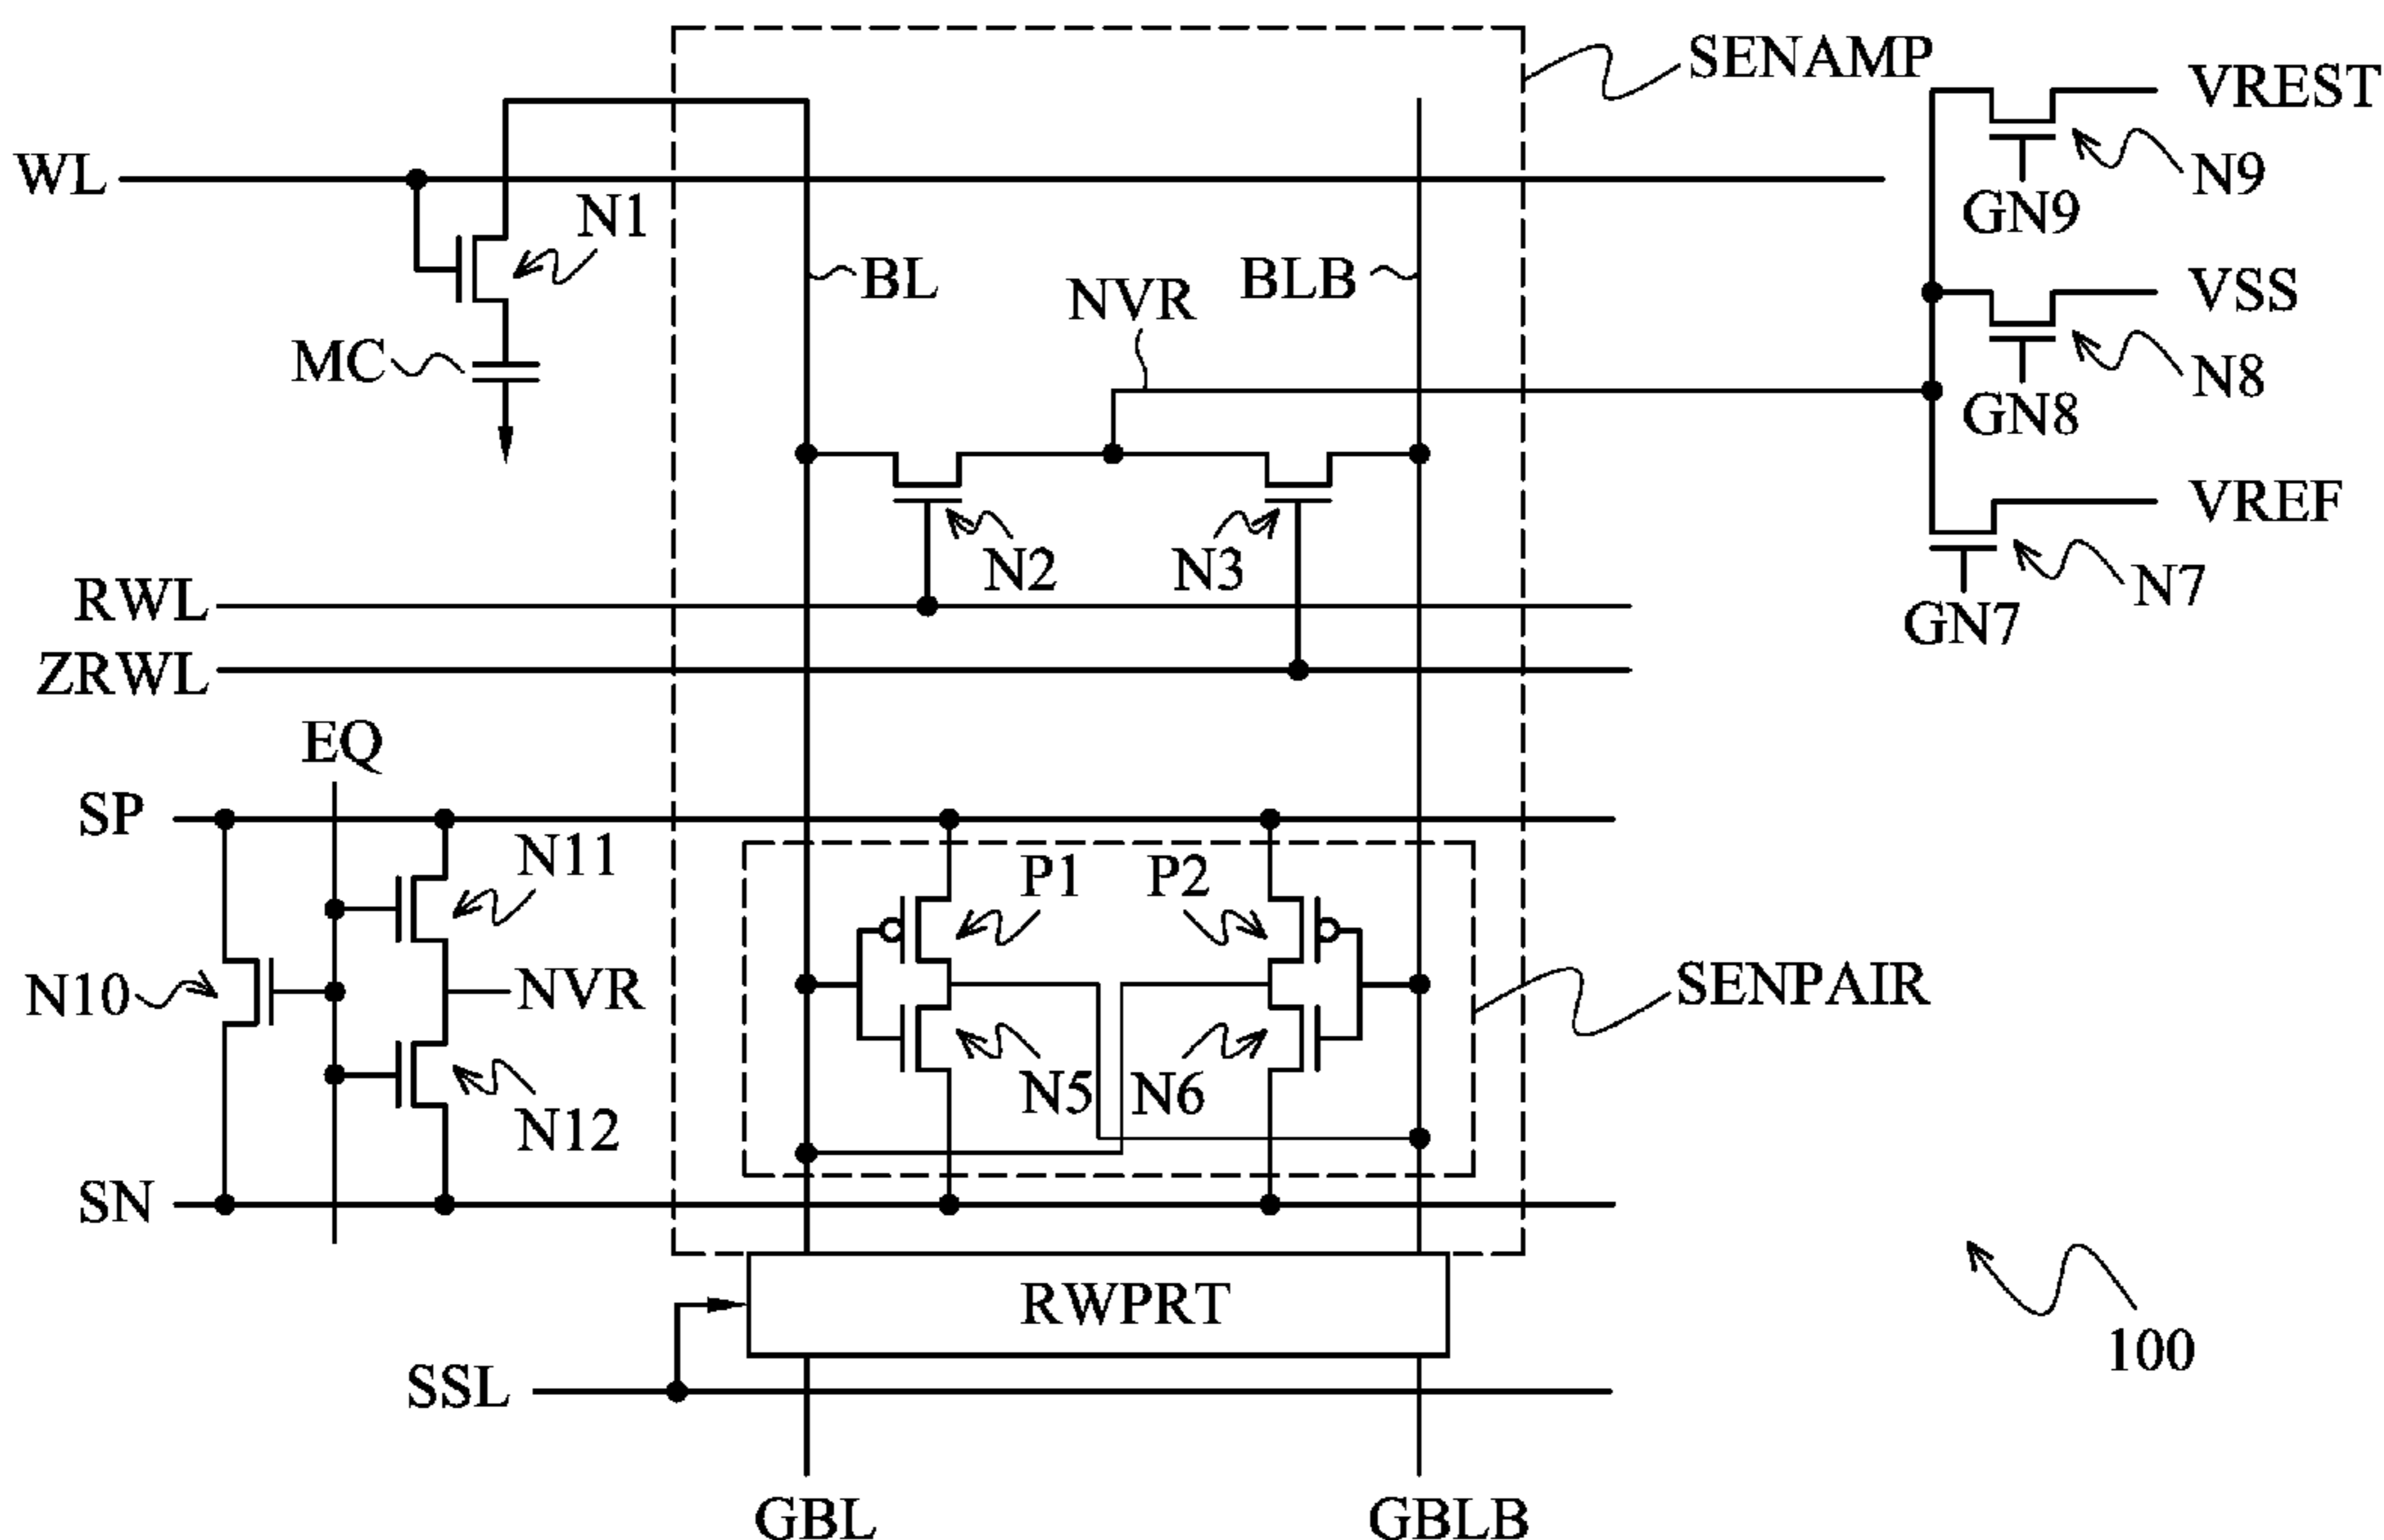 SENAMP
VREST
WL
N1
N9
GN9
BL
BLB
NVR
VSS
MC
N8
GN8
VREF
N2
N3
N7
RWL
GN7
ZRWL
EQ
SP
N11
P1
P2
N10
NVR
SENPAIR
N5
N6
N12
SN
RWPRT
100
SSL
GBL
GBLB